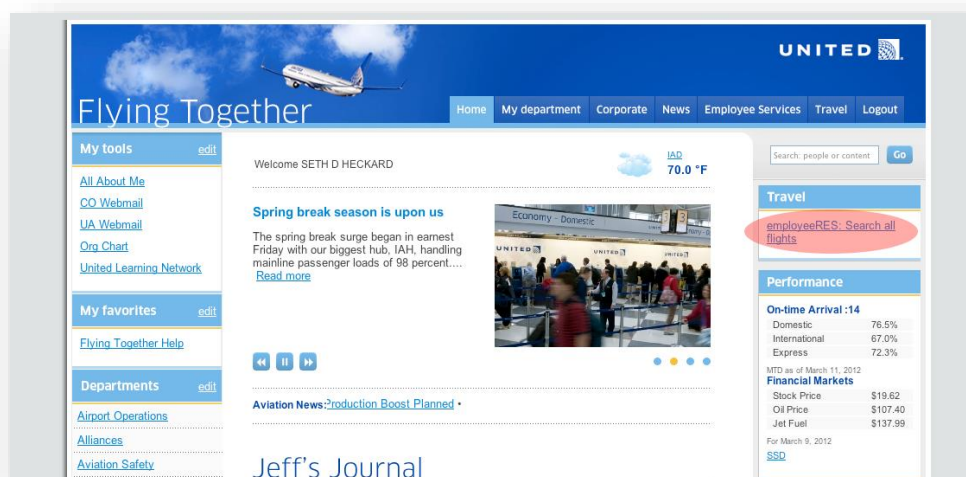 UNITED
Flying Together
Home My department Corporate News Employee Services Travel Logout
My tools edit
All About Me
CO Webmail
UA Webmail
Org Chart
United Learning Network
My favorites edit
Flying Together Help
Departments edit
Airport Operations
Alliances
Aviation Safety
Welcome SETH D HECKARD
IAD
70.0 °F
Spring break season is upon us
The spring break surge began in earnest
Friday with our biggest hub, IAH, handling
mainline passenger loads of 98 percent....
Read more
Economy - Domestic
3 3
UNITED UNITED UNITED
Aviation News: Production Boost Planned •
Jeff's Journal
Search: people or content Go
Travel
employeeRES: Search all
flights
Performance
On-time Arrival :14
Domestic 76.5%
International 67.0%
Express 72.3%
MTD as of March 11, 2012
Financial Markets
Stock Price $19.62
Oil Price $107.40
Jet Fuel $137.99
For March 9, 2012
SSD